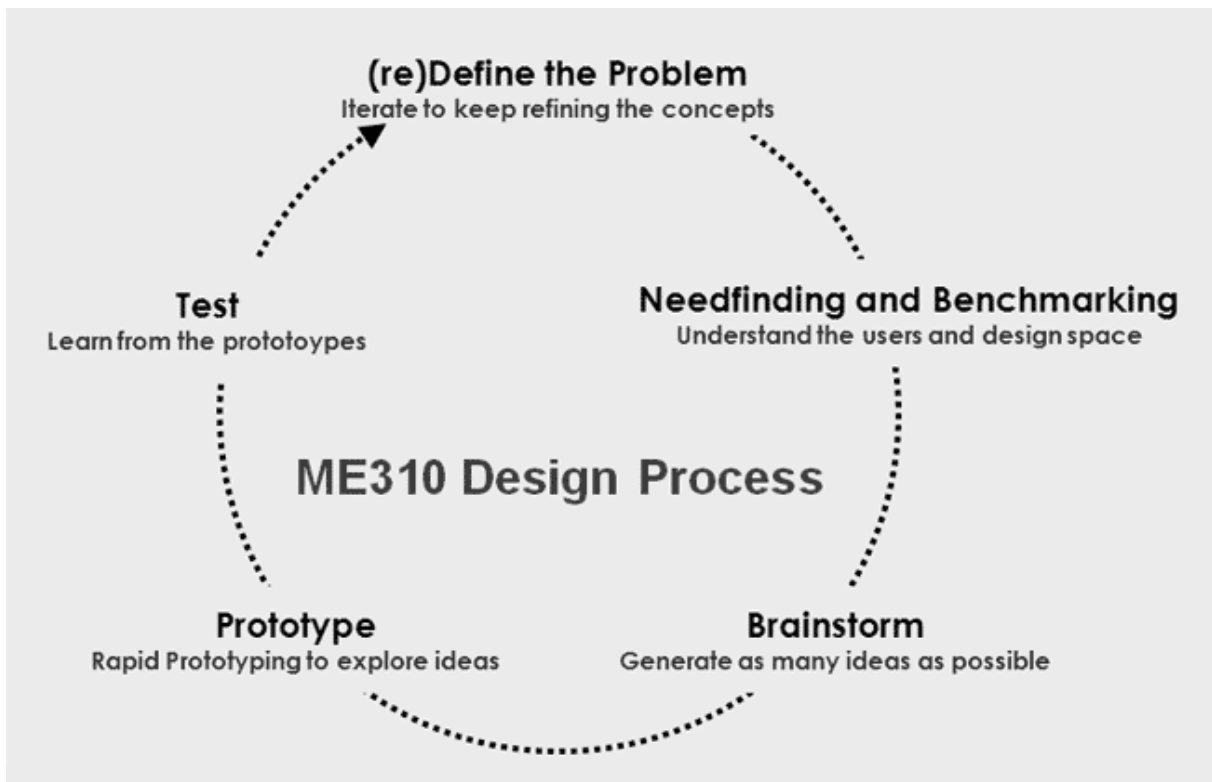 (re)Define the Problem
Iterate to keep refining the concepts
Needfinding and Benchmarking
Understand the users and design space
Brainstorm
Generate as many ideas as possible
Prototype
Rapid Prototyping to explore ideas
Test
Learn from the prototoypes
ME310 Design Process